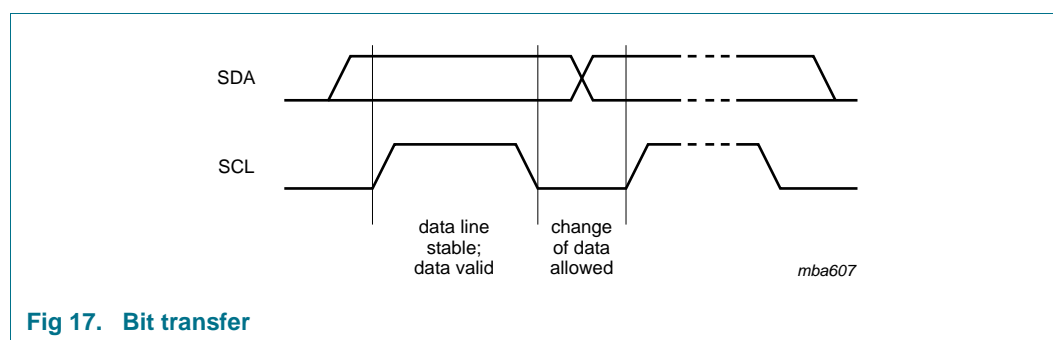 SDA
SCL
data line
stable;
data valid
change
of data
allowed
mba607
Fig 17. Bit transfer